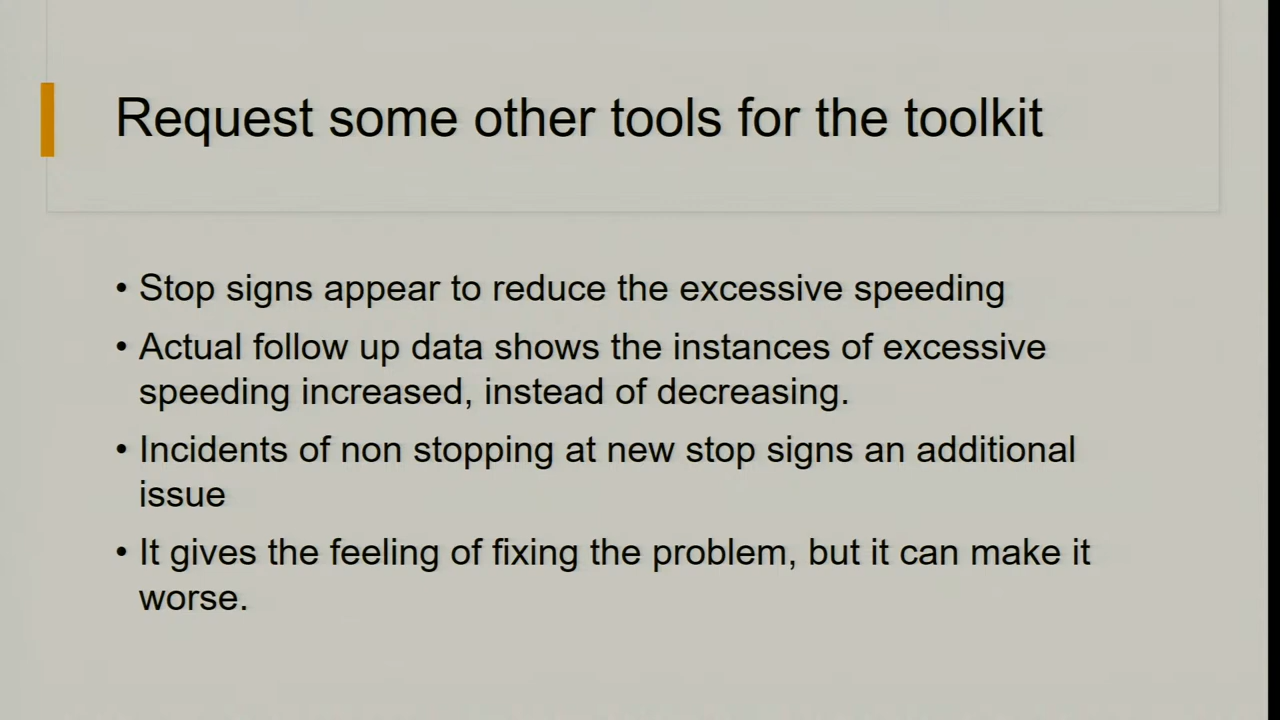 Request some other tools for the toolkit
• Stop signs appear to reduce the excessive speeding
• Actual follow up data shows the instances of excessive
speeding increased, instead of decreasing.
• Incidents of non stopping at new stop signs an additional
issue
• It gives the feeling of fixing the problem, but it can make it
worse.